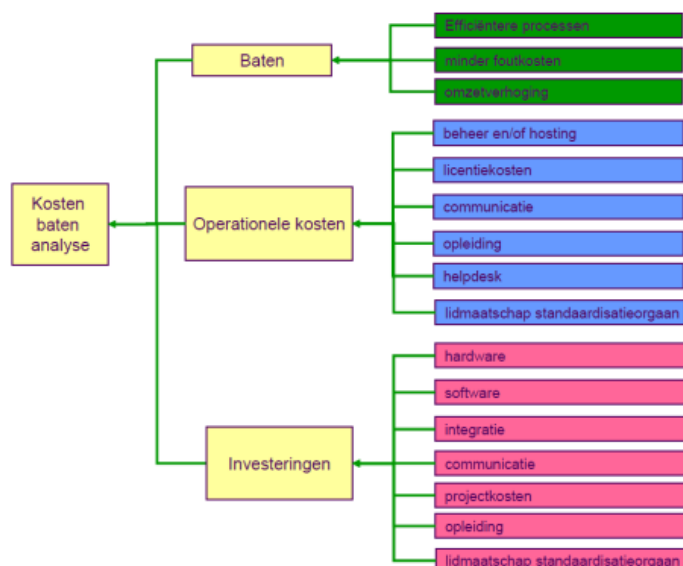 Efficiëntere processen
Baten
minder foutkosten
omzetverhoging
beheer en/of hosting
licentiekosten
communicatie
Kosten
baten
analyse
Operationele kosten
opleiding
helpdesk
lidmaatschap standaardisatieorgaan
hardware
software
integratie
Investeringen
communicatie
projectkosten
opleiding
lidmaatschap standaardisatieorgaan